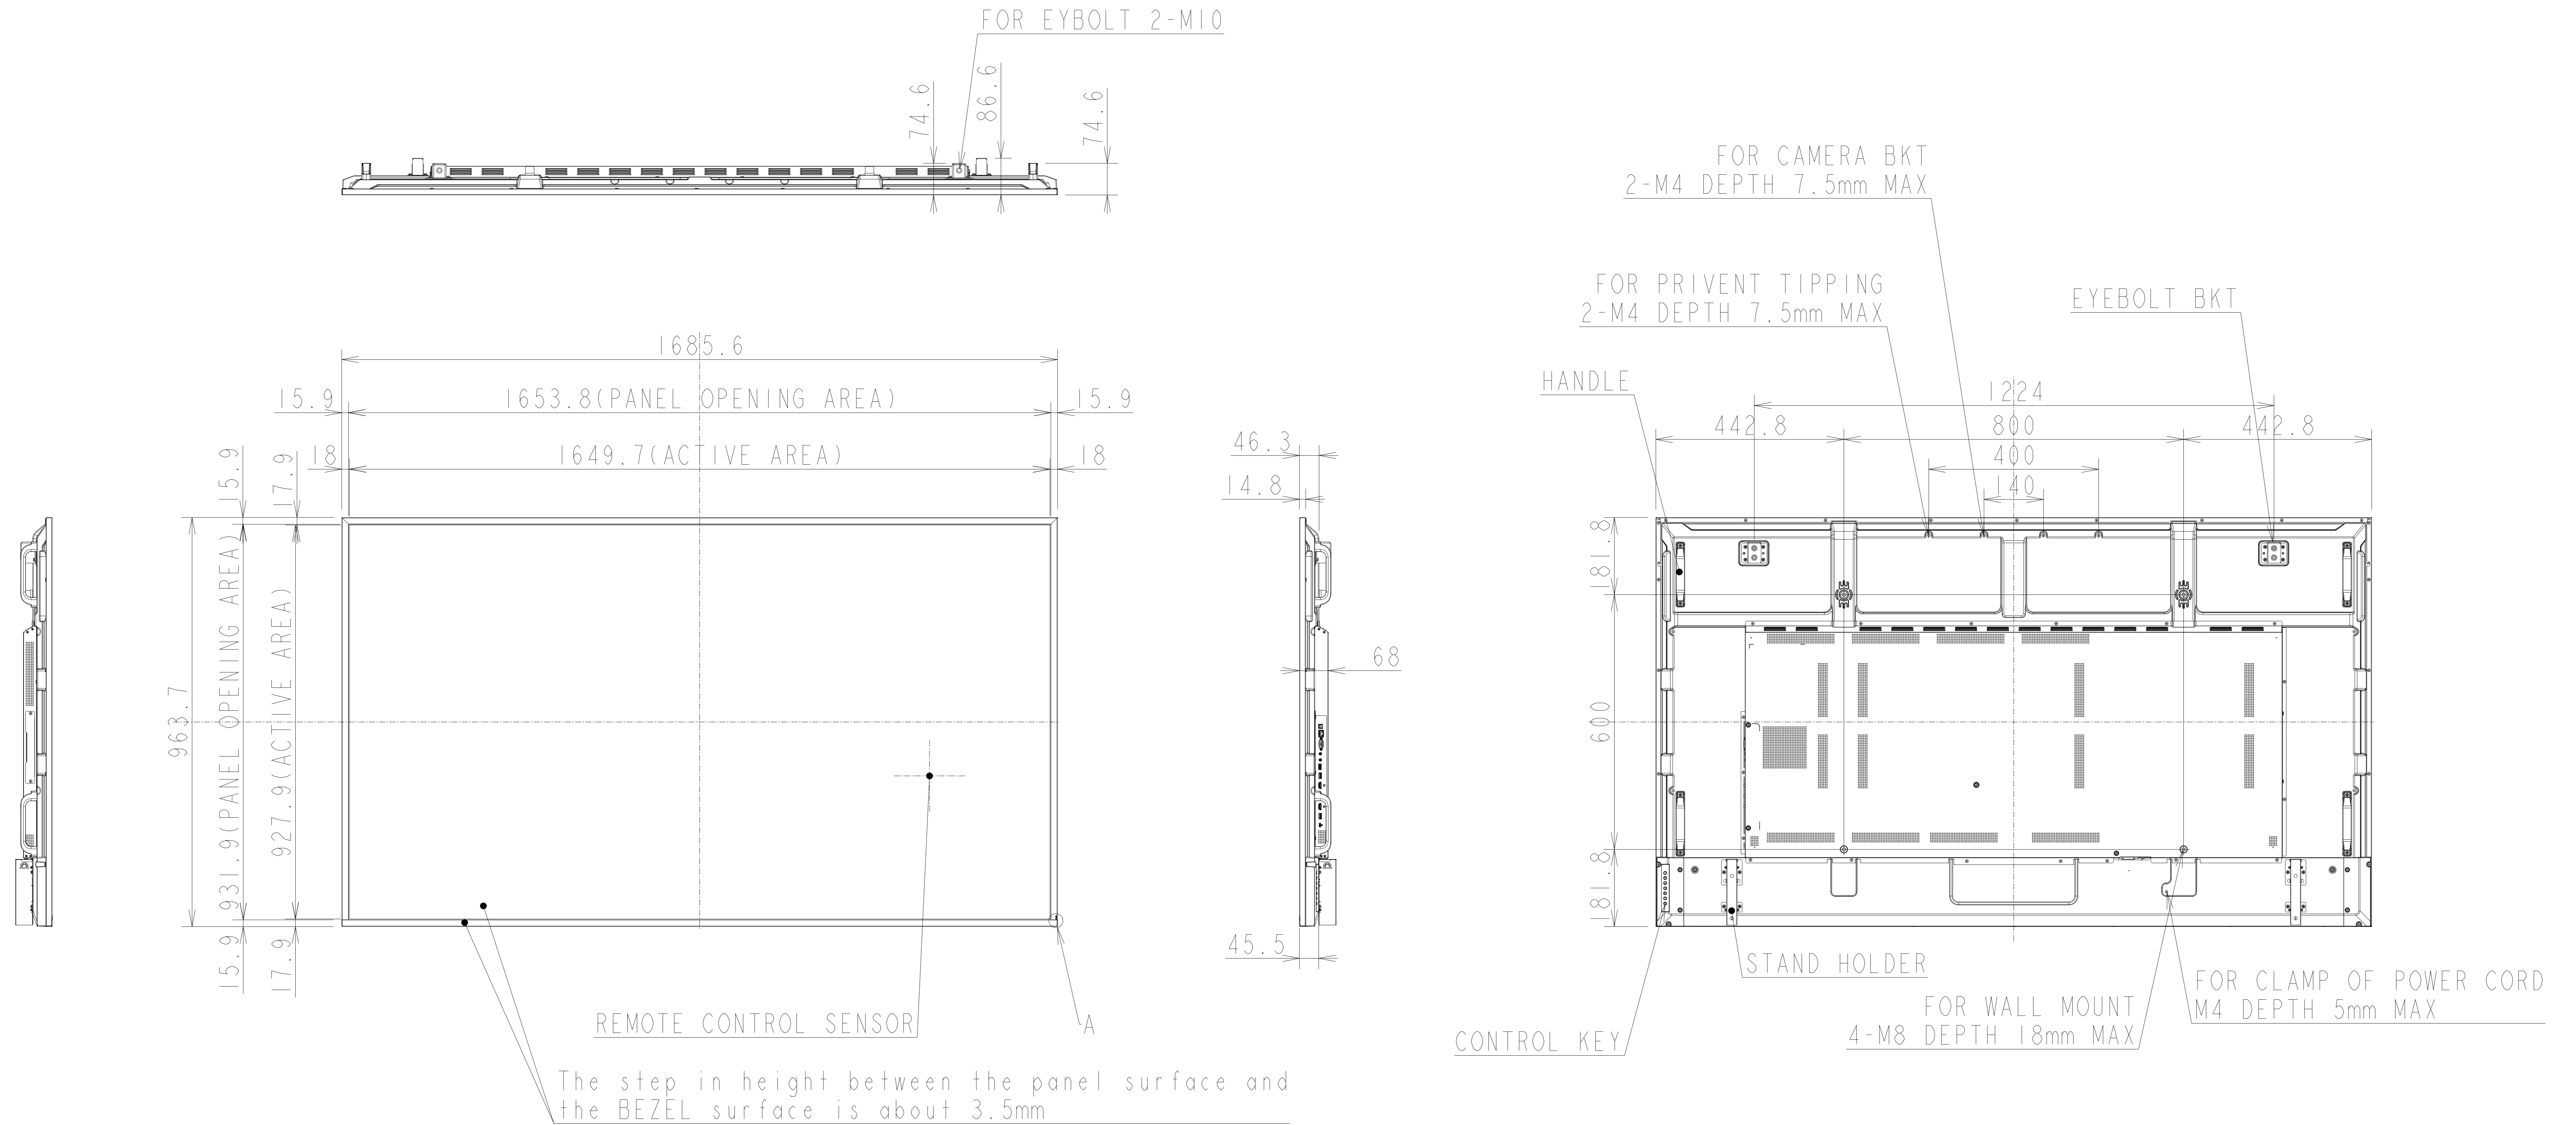 FOR EYBOLT 2-M10
74.6
86.6
74.6
1685.6
15.9
1653.8(PANEL OPENING AREA)
15.9
18
1649.7(ACTIVE AREA)
18
15.9
17.9
963.7
931.9(PANEL OPENING AREA)
927.9(ACTIVE AREA)
15.9
17.9
REMOTE CONTROL SENSOR
A
The step in height between the panel surface and
the BEZEL surface is about 3.5mm
46.3
14.8
68
45.5
FOR CAMERA BKT
2-M4 DEPTH 7.5mm MAX
FOR PRIVENT TIPPING
2-M4 DEPTH 7.5mm MAX
EYEBOLT BKT
HANDLE
1224
442.8
800
442.8
400
140
181.8
600
181.8
STAND HOLDER
FOR WALL MOUNT
4-M8 DEPTH 18mm MAX
FOR CLAMP OF POWER CORD
M4 DEPTH 5mm MAX
CONTROL KEY